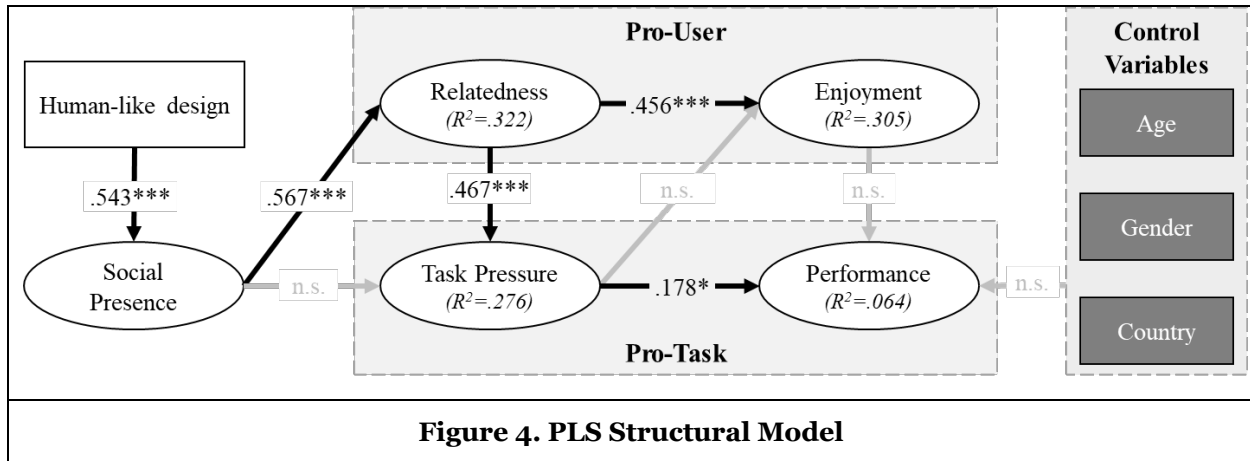 Pro-User
Control
Variables
Human-like design
Relatedness
(R²=.322)
.456***
Enjoyment
(R²=.305)
Age
.543***
.567***
.467***
n.s.
n.s.
Gender
Social
Presence
n.s.
Task Pressure
(R²=.276)
.178*
Performance
(R²=.064)
n.s.
Country
Pro-Task
Figure 4. PLS Structural Model